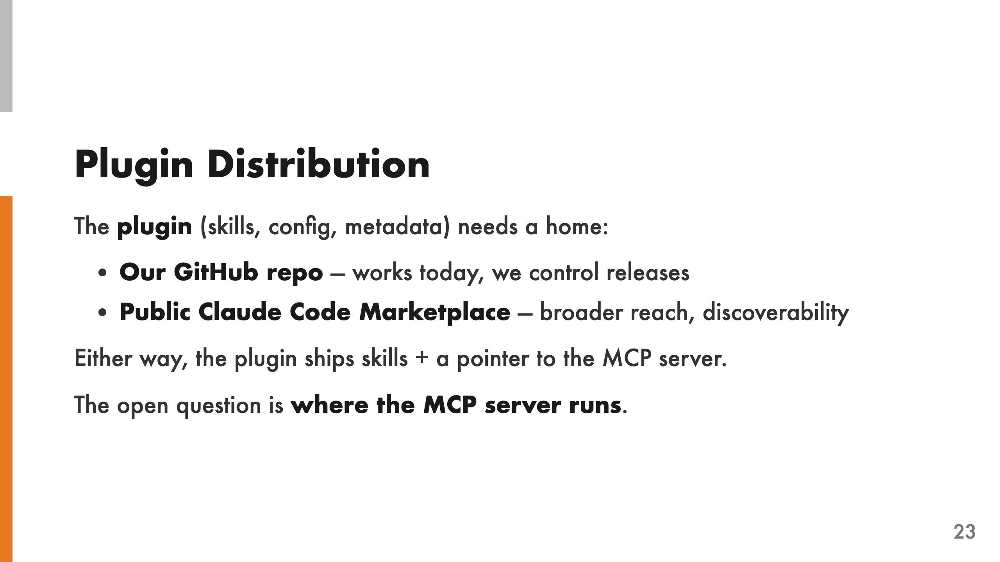 Plugin Distribution
The plugin (skills, config, metadata) needs a home:
• Our GitHub repo — works today, we control releases
• Public Claude Code Marketplace — broader reach, discoverability
Either way, the plugin ships skills + a pointer to the MCP server.
The open question is where the MCP server runs.
23